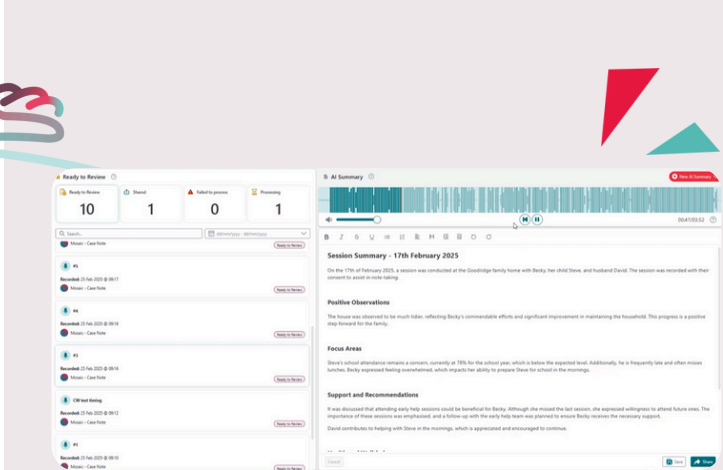 Ready to Review
Ready to Review
10
Shared
1
Failed to process
0
Processing
1
Search...
dd/mm/yyyy - dd/mm/yyyy
Mosaic - Case Note
Ready to Review
#5
Recorded: 25 Feb 2025 @ 09:17
Mosaic - Case Note
Ready to Review
#4
Recorded: 25 Feb 2025 @ 09:16
Mosaic - Case Note
Ready to Review
#3
Recorded: 25 Feb 2025 @ 09:16
Mosaic - Case Note
Ready to Review
CW test timing
Recorded: 25 Feb 2025 @ 09:12
Mosaic - Case Note
Ready to Review
Recorded: 25 Feb 2025 @ 09:10
Mosaic - Case Note
Ready to Review
AI Summary
New AI Summary
00:47/03:52
Session Summary - 17th February 2025
On the 17th of February 2025, a session was conducted at the Goodridge family home with Becky, her child Steve, and husband David. The session was recorded with their
consent to assist in note-taking.
Positive Observations
The house was observed to be much tidier, reflecting Becky's commendable efforts and significant improvement in maintaining the household. This progress is a positive
step forward for the family.
Focus Areas
Steve's school attendance remains a concern, currently at 78% for the school year, which is below the expected level. Additionally, he is frequently late and often misses
lunches. Becky expressed feeling overwhelmed, which impacts her ability to prepare Steve for school in the mornings.
Support and Recommendations
It was discussed that attending early help sessions could be beneficial for Becky. Although she missed the last session, she expressed willingness to attend future ones. The
importance of these sessions was emphasised, and a follow-up with the early help team was planned to ensure Becky receives the necessary support.
David contributes to helping with Steve in the mornings, which is appreciated and encouraged to continue.
Cancel
Save
Share